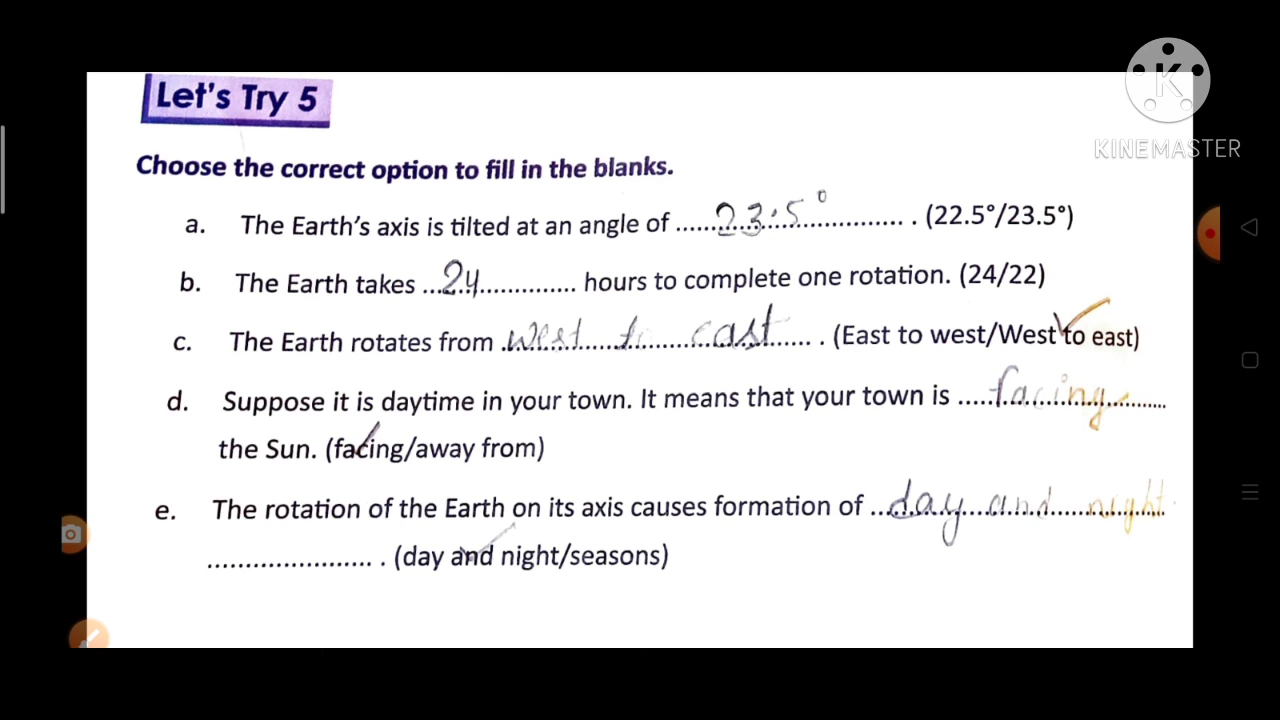 Let's Try 5
K
KINEMASTER
Choose the correct option to fill in the blanks.
a. The Earth's axis is tilted at an angle of ......23.5°.......... . (22.5°/23.5°)
b. The Earth takes ...24.............. hours to complete one rotation. (24/22)
c. The Earth rotates from west to east ..... . (East to west/West to east)
d. Suppose it is daytime in your town. It means that your town is .....facing........
the Sun. (facing/away from)
e. The rotation of the Earth on its axis causes formation of ...day and night
...................... . (day and night/seasons)